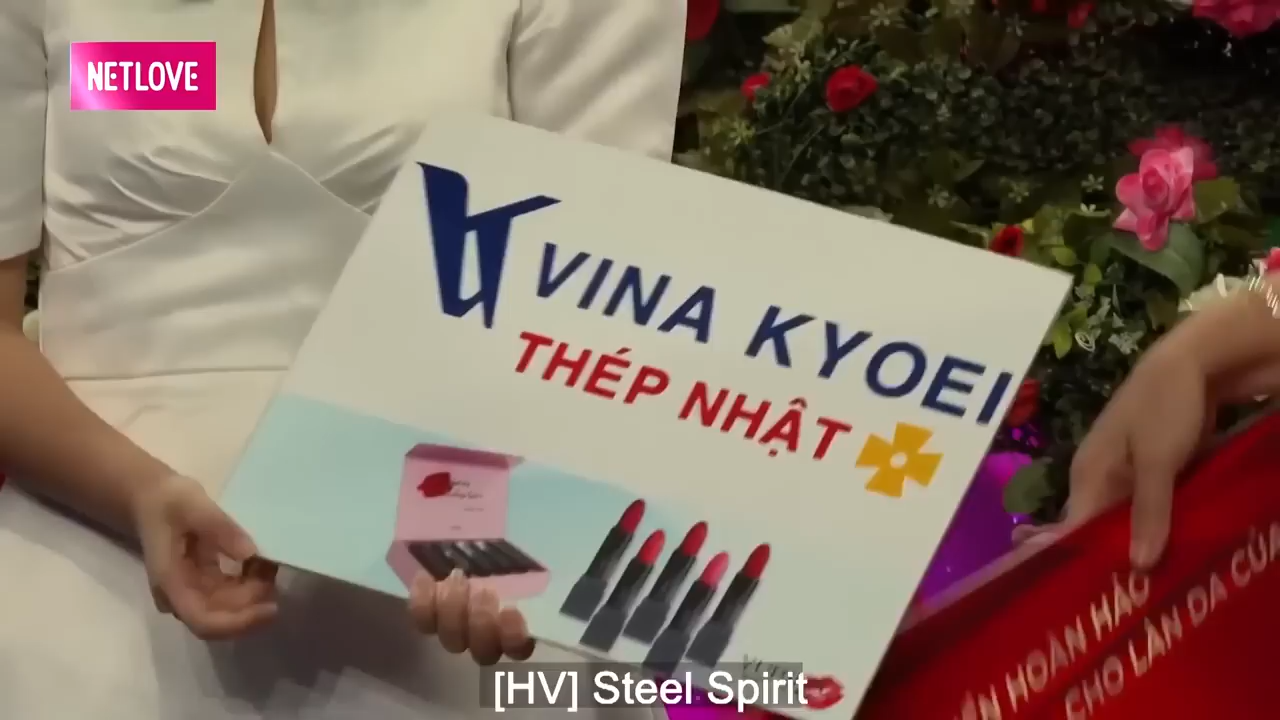 NETLOVE
VINA KYOEI
THÉP NHẬT
HOÀN HẢO
CHO LÀN DA CỦA
[HV] Steel Spirit